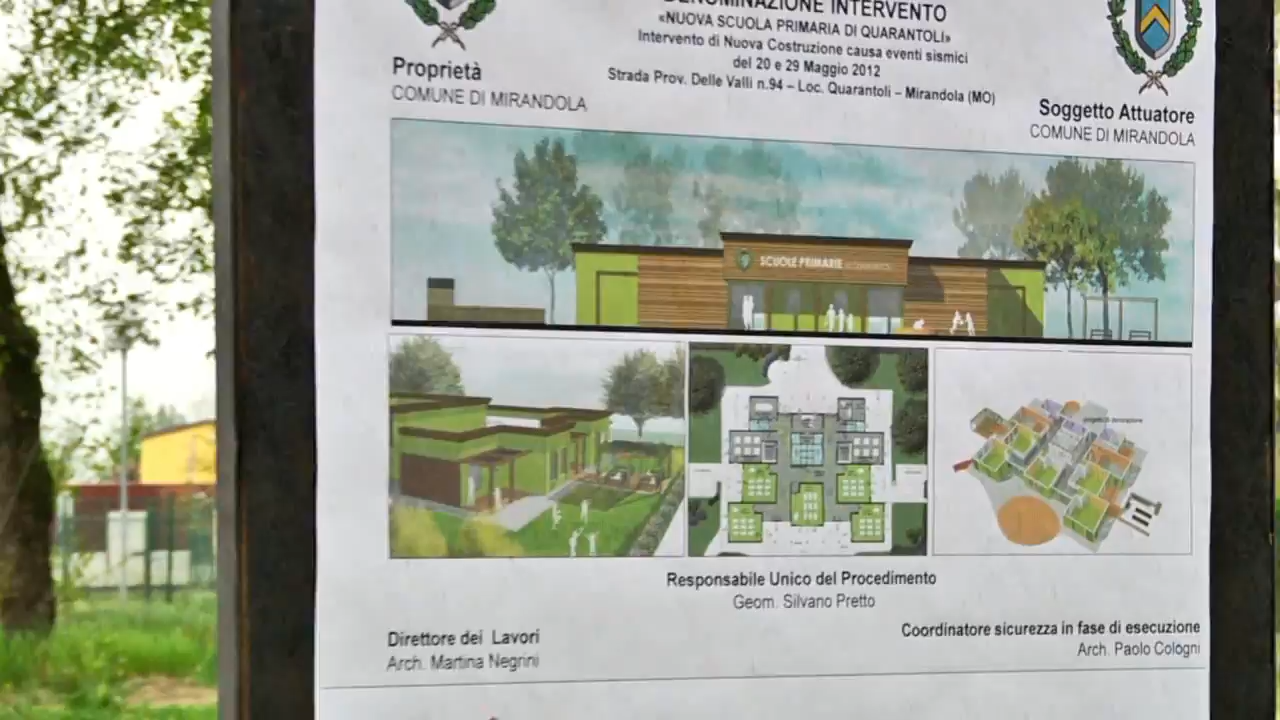 DENOMINAZIONE INTERVENTO
«NUOVA SCUOLA PRIMARIA DI QUARANTOLI»
Intervento di Nuova Costruzione causa eventi sismici
del 20 e 29 Maggio 2012
Strada Prov. Delle Valli n.94 – Loc. Quarantoli – Mirandola (MO)
Proprietà
COMUNE DI MIRANDOLA
Soggetto Attuatore
COMUNE DI MIRANDOLA
SCUOLE PRIMARIE
Responsabile Unico del Procedimento
Geom. Silvano Pretto
Direttore dei Lavori
Arch. Martina Negrini
Coordinatore sicurezza in fase di esecuzione
Arch. Paolo Cologni